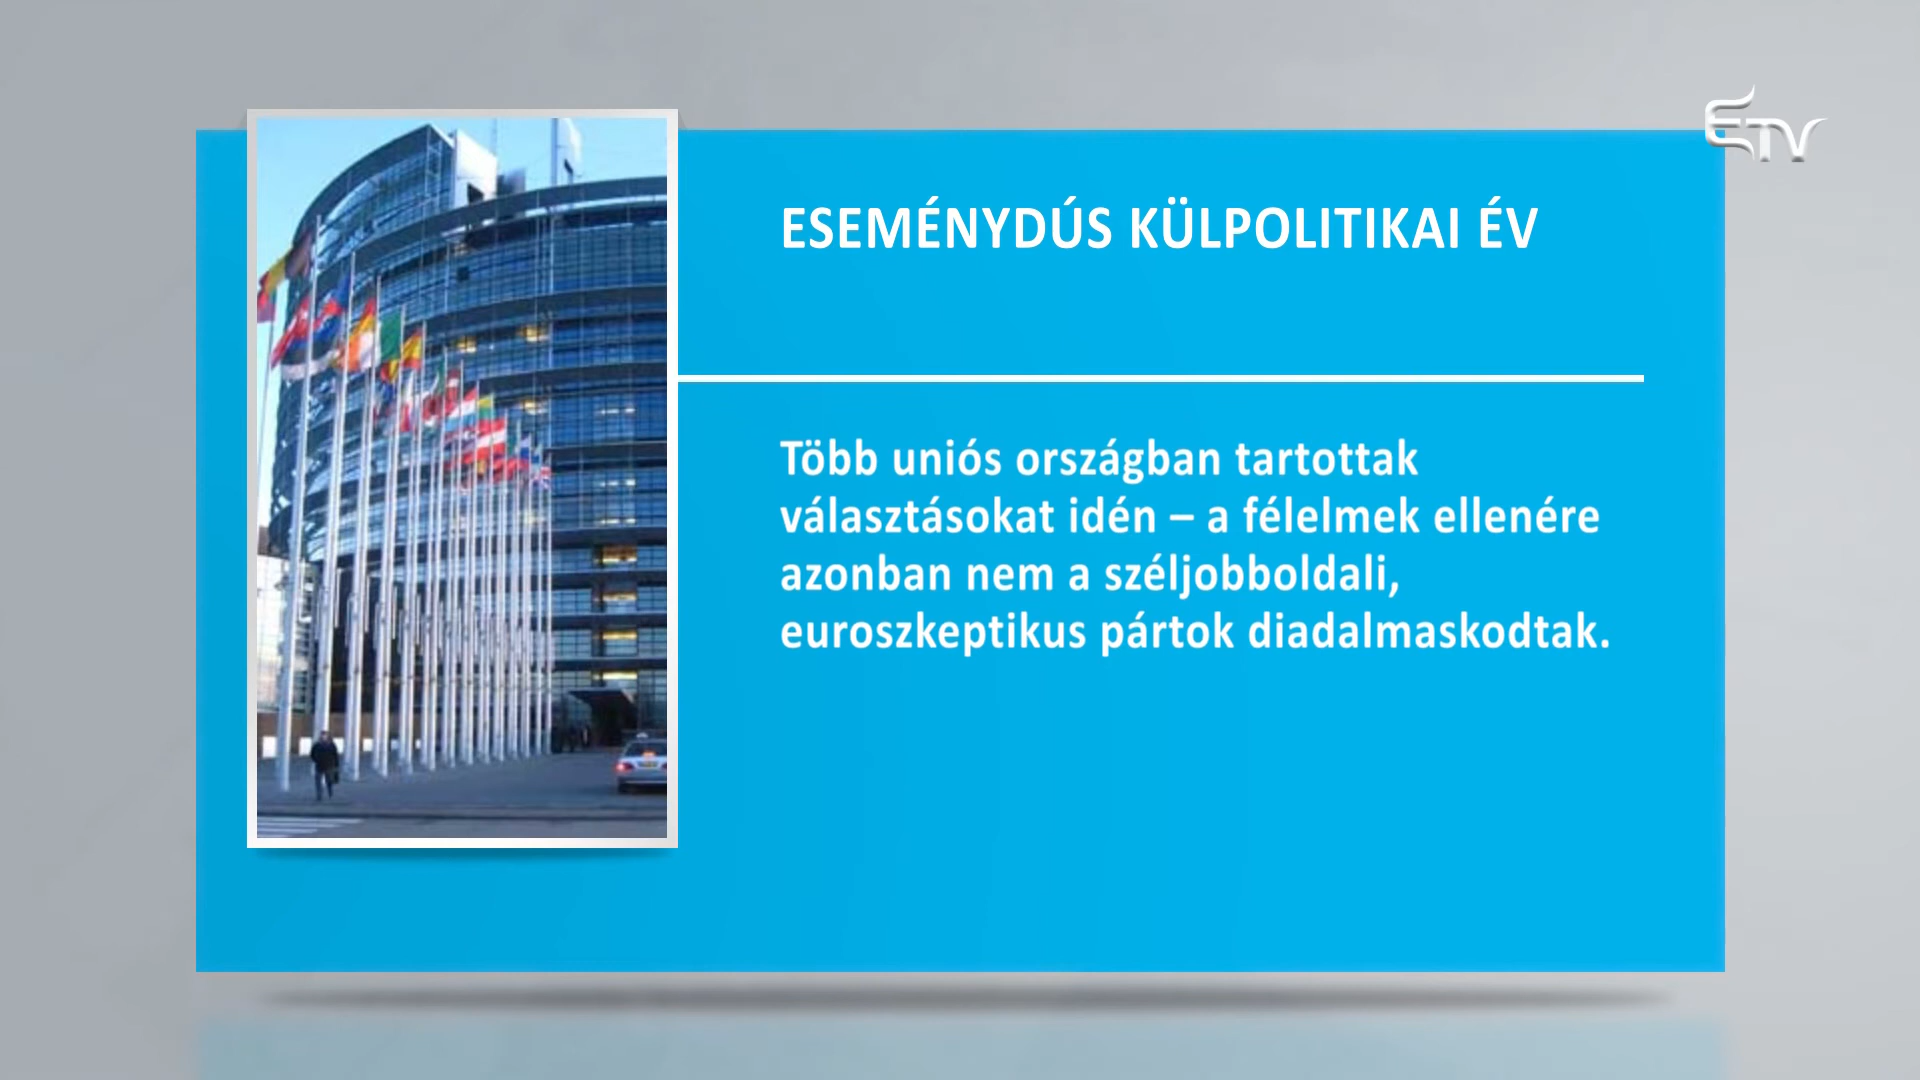 ETV
ESEMÉNYDÚS KÜLPOLITIKAI ÉV
Több uniós országban tartottak
választásokat idén – a félelmek ellenére
azonban nem a széljobboldali,
euroszkeptikus pártok diadalmaskodtak.